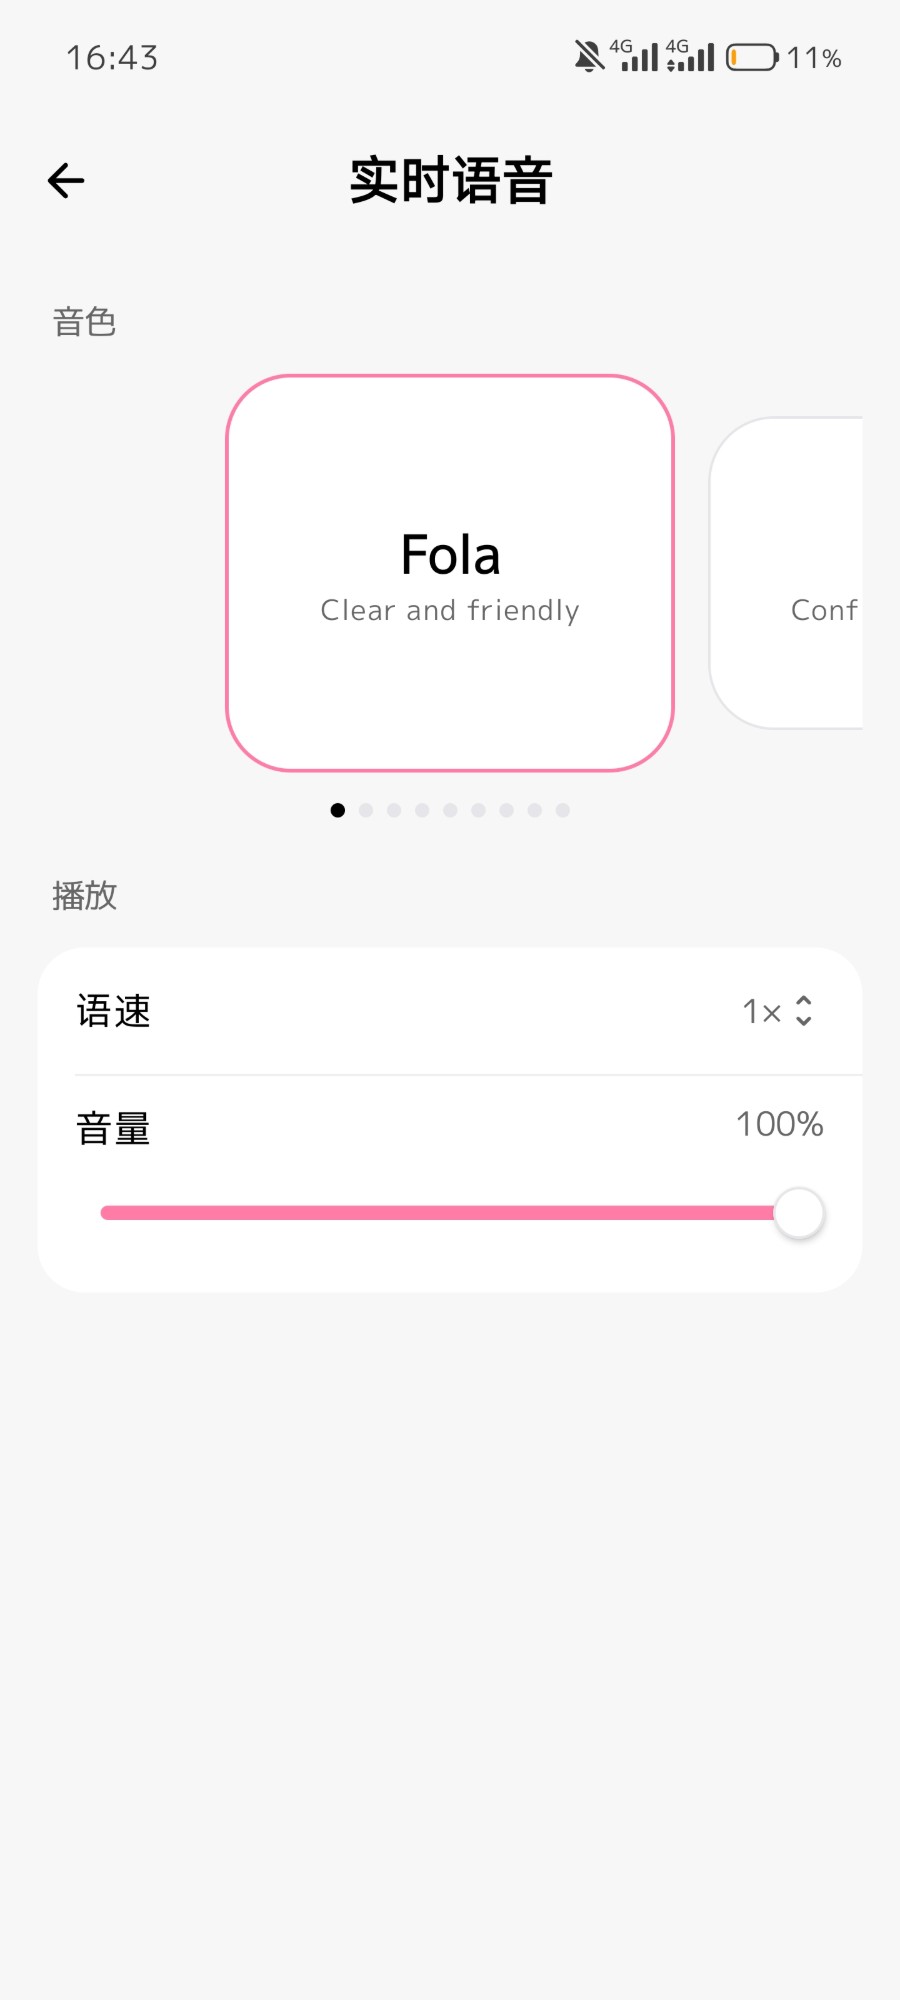 16:43
4G 4G 11%
实时语音
音色
Fola
Clear and friendly
Conf
播放
语速
1×
音量
100%